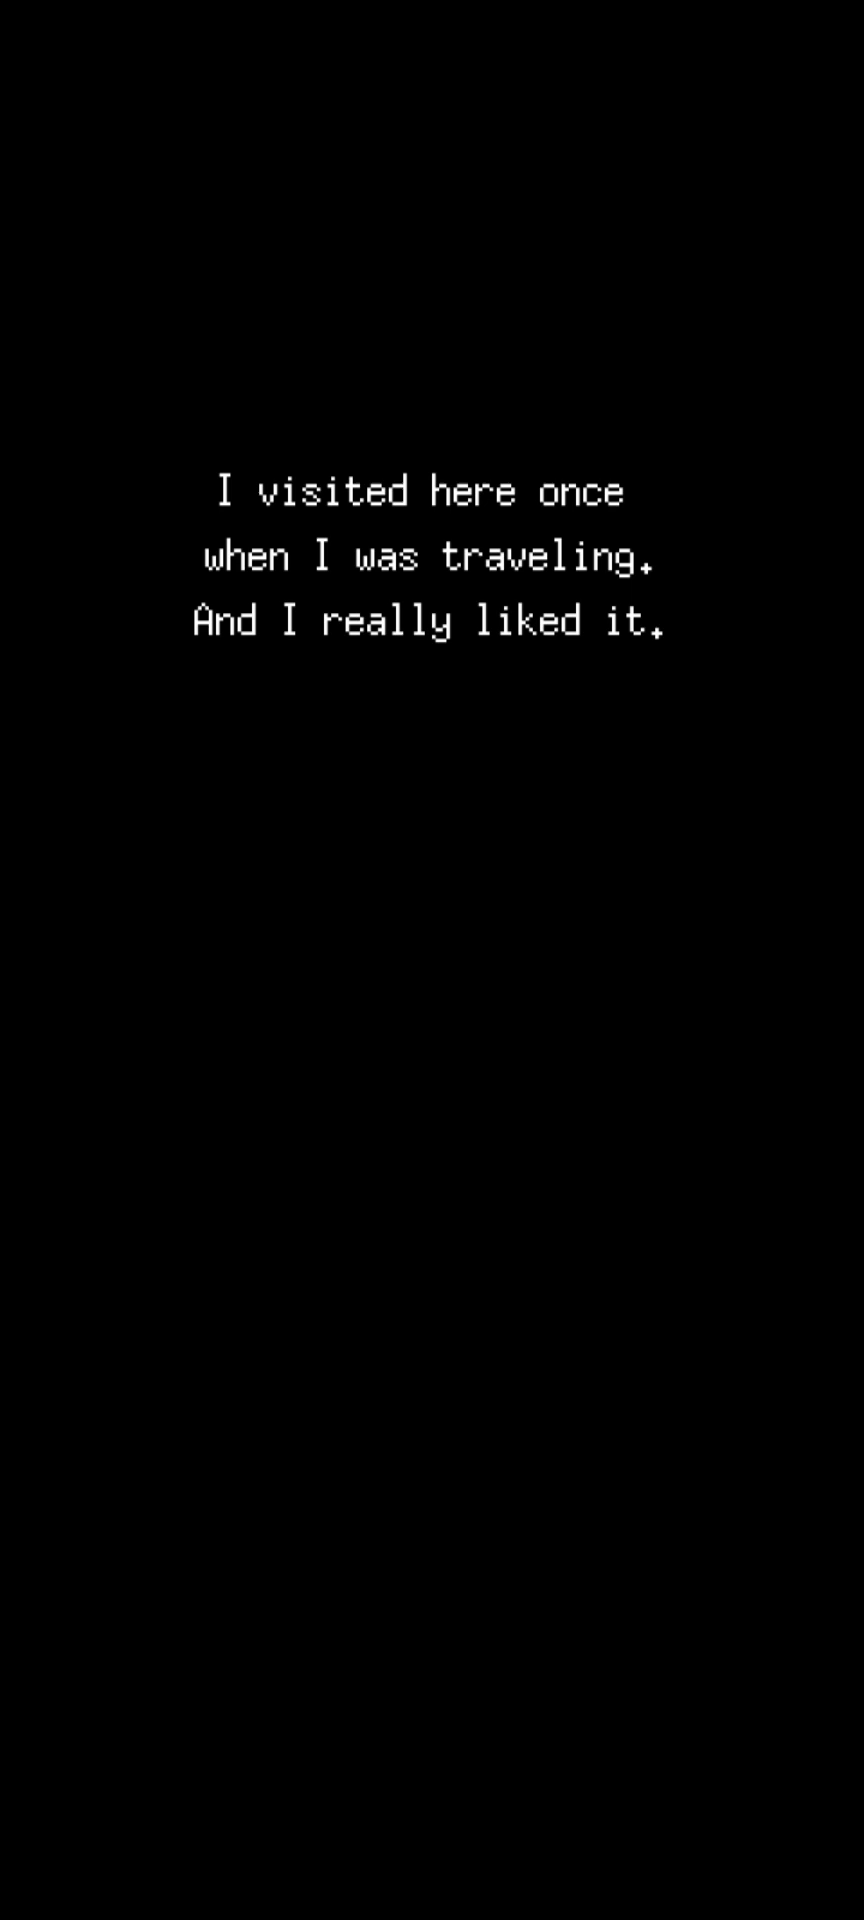 I visited here once
when I was traveling.
And I really liked it.